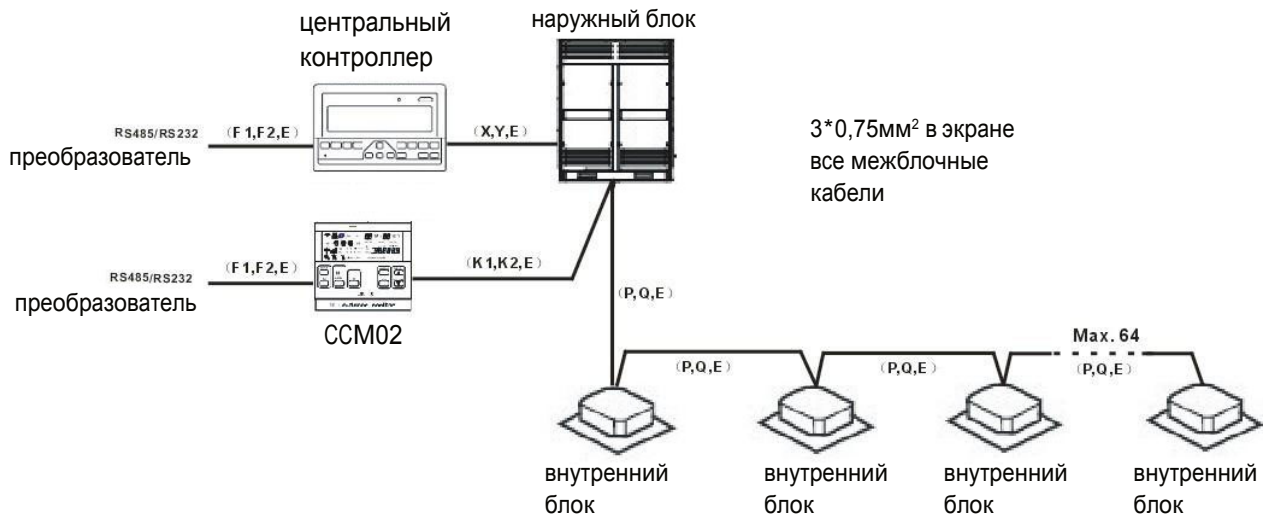 центральный
контроллер
наружный блок
RS485/RS232
преобразователь
(F1,F2,E)
(X,Y,E)
3*0,75мм² в экране
все межблочные
кабели
RS485/RS232
преобразователь
(F1,F2,E)
(K1,K2,E)
CCM02
(P,Q,E)
(P,Q,E)
(P,Q,E)
Max. 64
(P,Q,E)
внутренний
блок
внутренний
блок
внутренний
блок
внутренний
блок